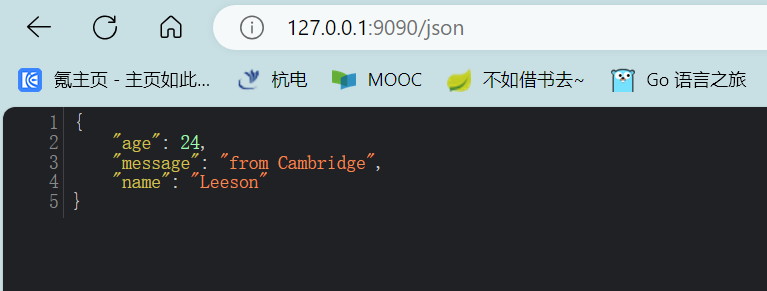 127.0.0.1:9090/json
氪主页 - 主页如此... 杭电 MOOC 不如借书去~ Go 语言之旅
1 {
2 "age": 24,
3 "message": "from Cambridge",
4 "name": "Leeson"
5 }